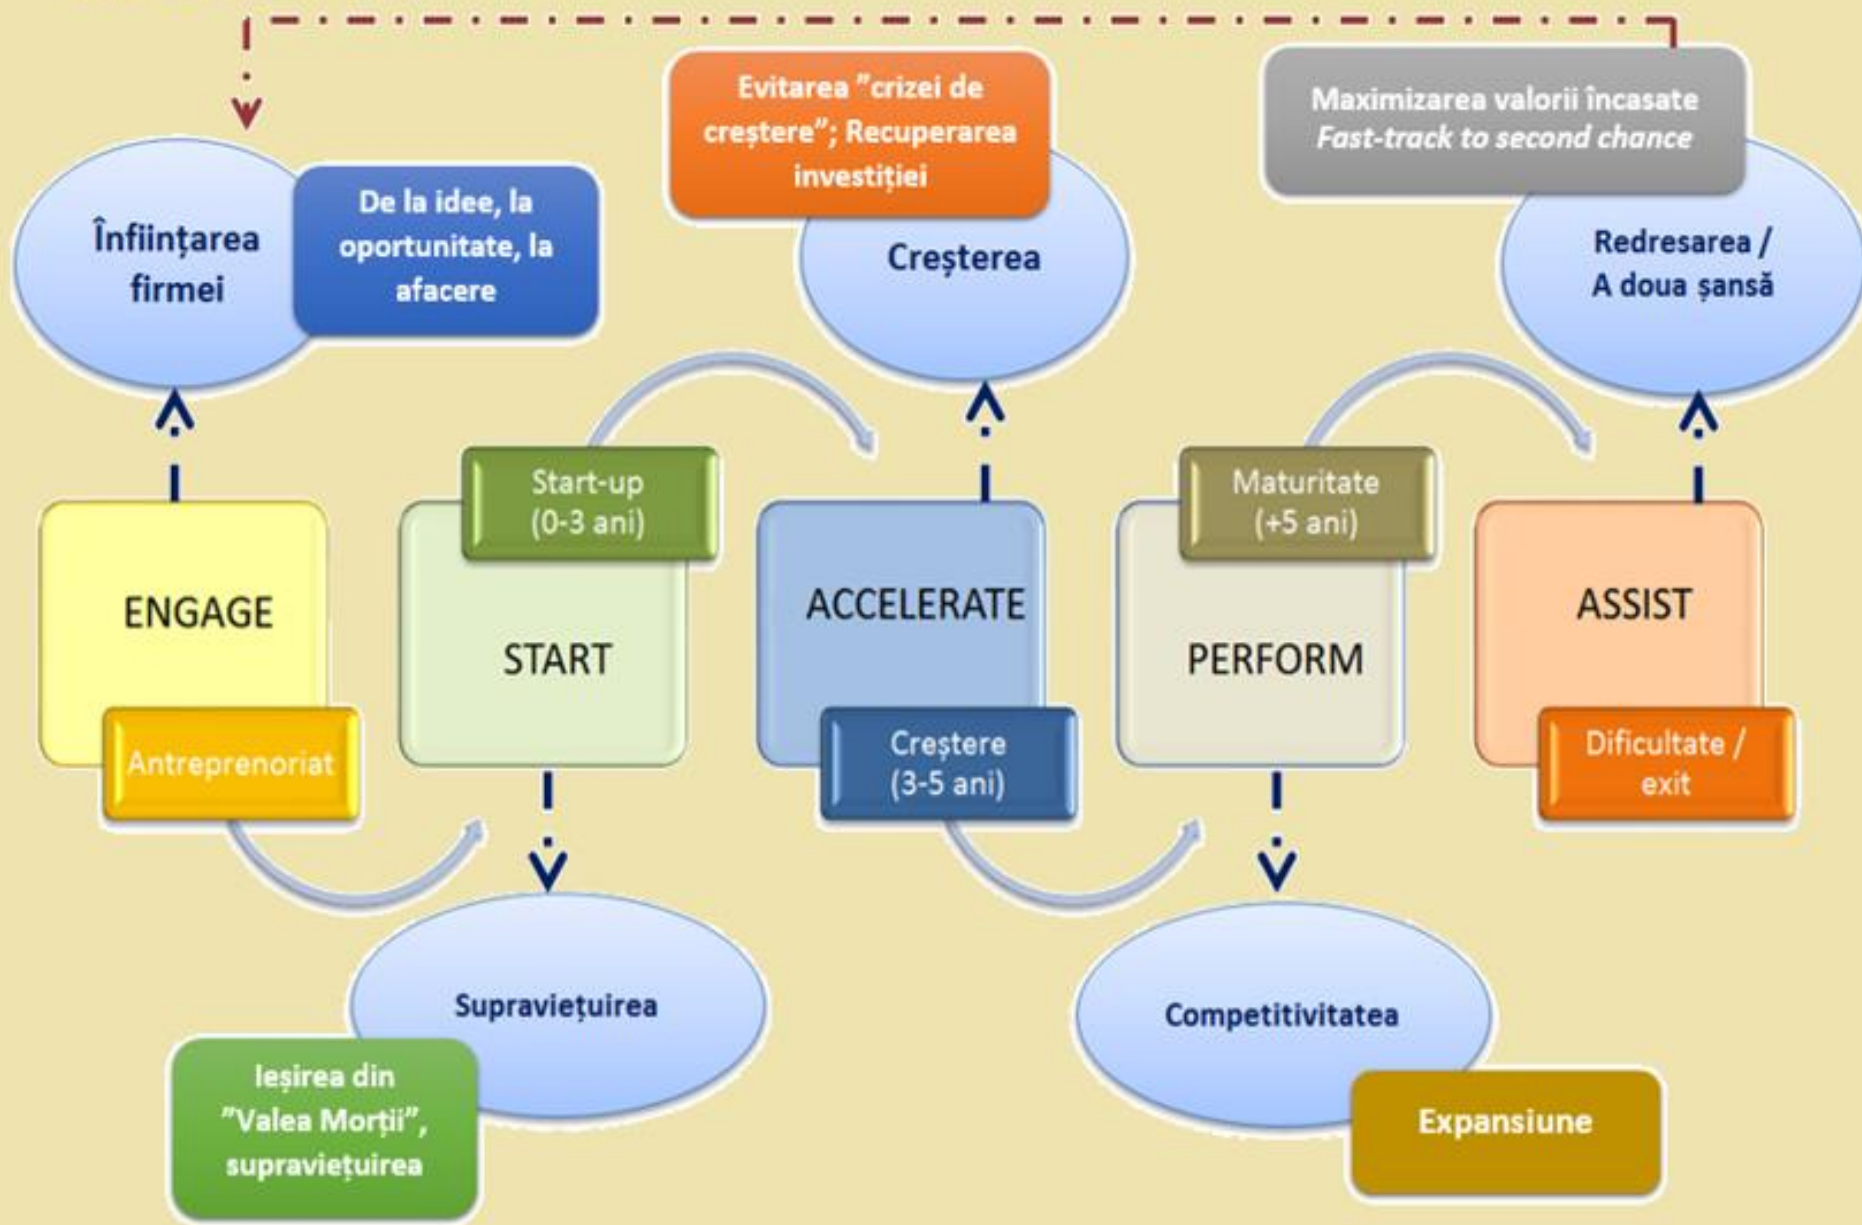 Evitarea ”crizei de
creștere”; Recuperarea
investiției
Maximizarea valorii încasate
Fast-track to second chance
Înființarea
firmei
De la idee, la
oportunitate, la
afacere
Creșterea
Redresarea /
A doua șansă
Start-up
(0-3 ani)
Maturitate
(+5 ani)
ENGAGE
START
ACCELERATE
PERFORM
ASSIST
Antreprenoriat
Creștere
(3-5 ani)
Dificultate /
exit
Supraviețuirea
Competitivitatea
Ieșirea din
”Valea Morții”,
supraviețuirea
Expansiune